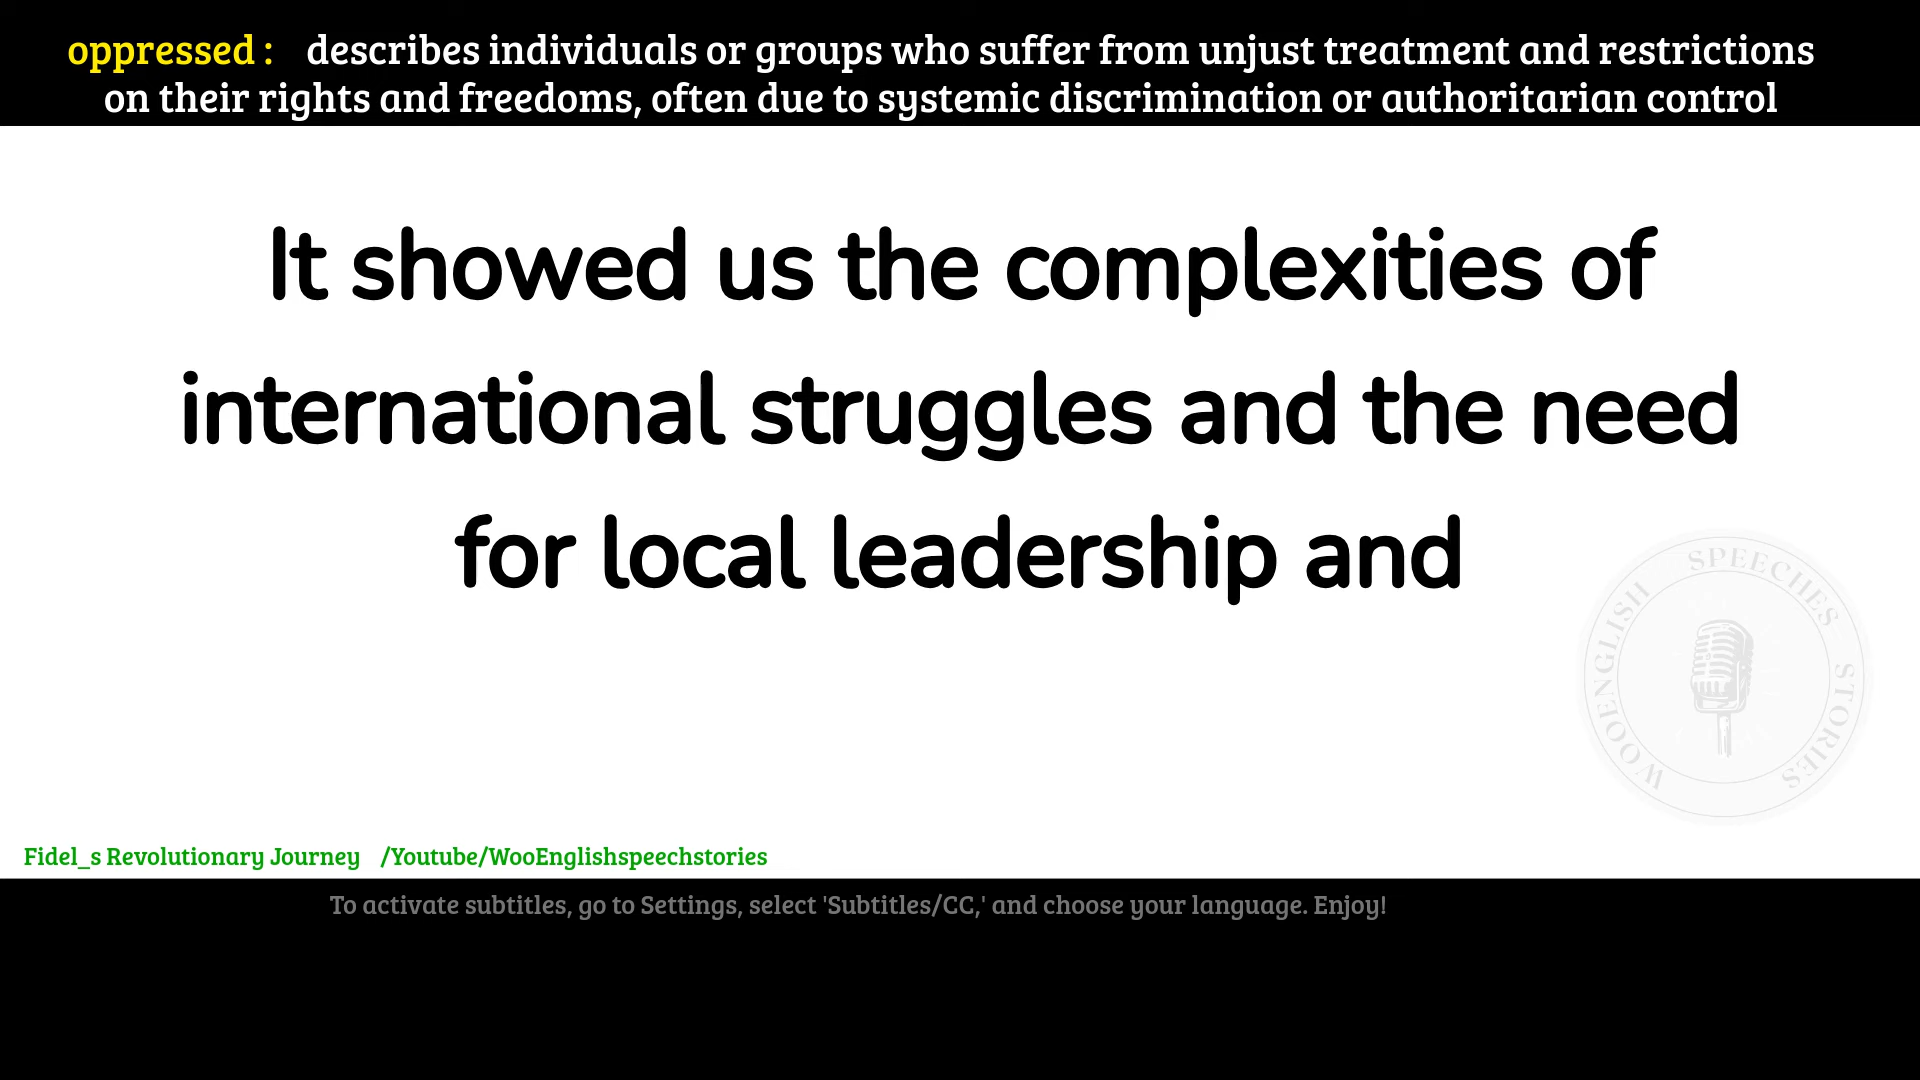 oppressed : describes individuals or groups who suffer from unjust treatment and restrictions
on their rights and freedoms, often due to systemic discrimination or authoritarian control
It showed us the complexities of
international struggles and the need
for local leadership and
WOOENGLISH SPEECHES STORIES
Fidel_s Revolutionary Journey /Youtube/WooEnglishspeechstories
To activate subtitles, go to Settings, select 'Subtitles/CC,' and choose your language. Enjoy!